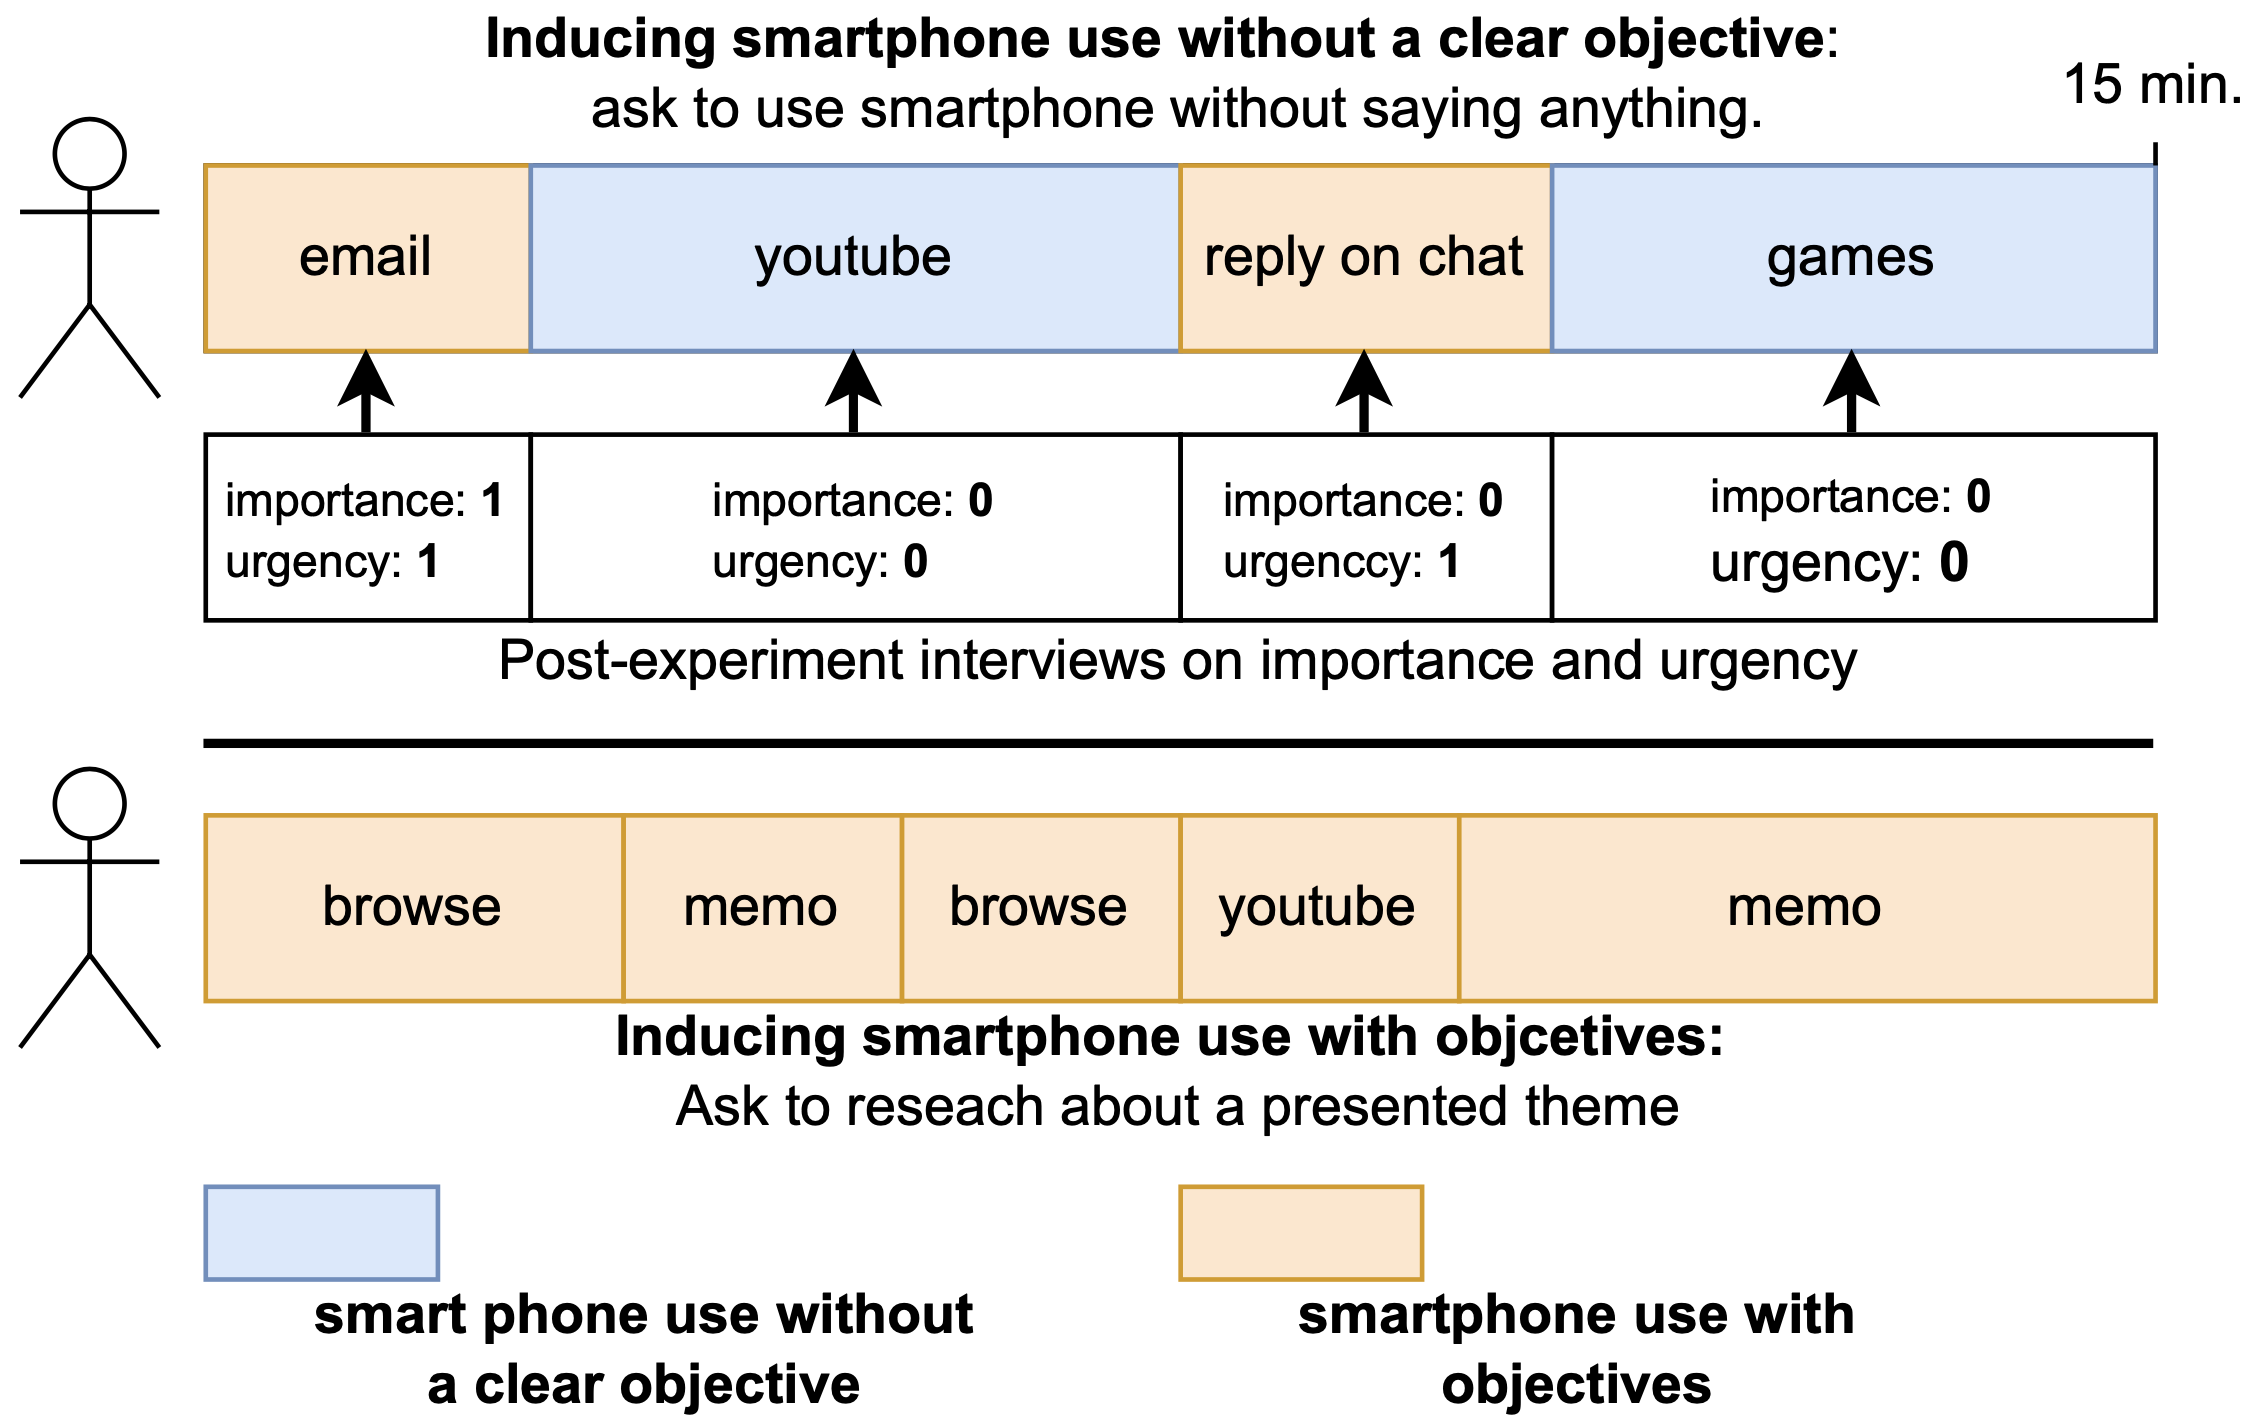 Inducing smartphone use without a clear objective:
ask to use smartphone without saying anything.
15 min.
email
youtube
reply on chat
games
importance: 1
urgency: 1
importance: 0
urgency: 0
importance: 0
urgenccy: 1
importance: 0
urgency: 0
Post-experiment interviews on importance and urgency
browse
memo
browse
youtube
memo
Inducing smartphone use with objcetives:
Ask to reseach about a presented theme
smart phone use without
a clear objective
smartphone use with
objectives